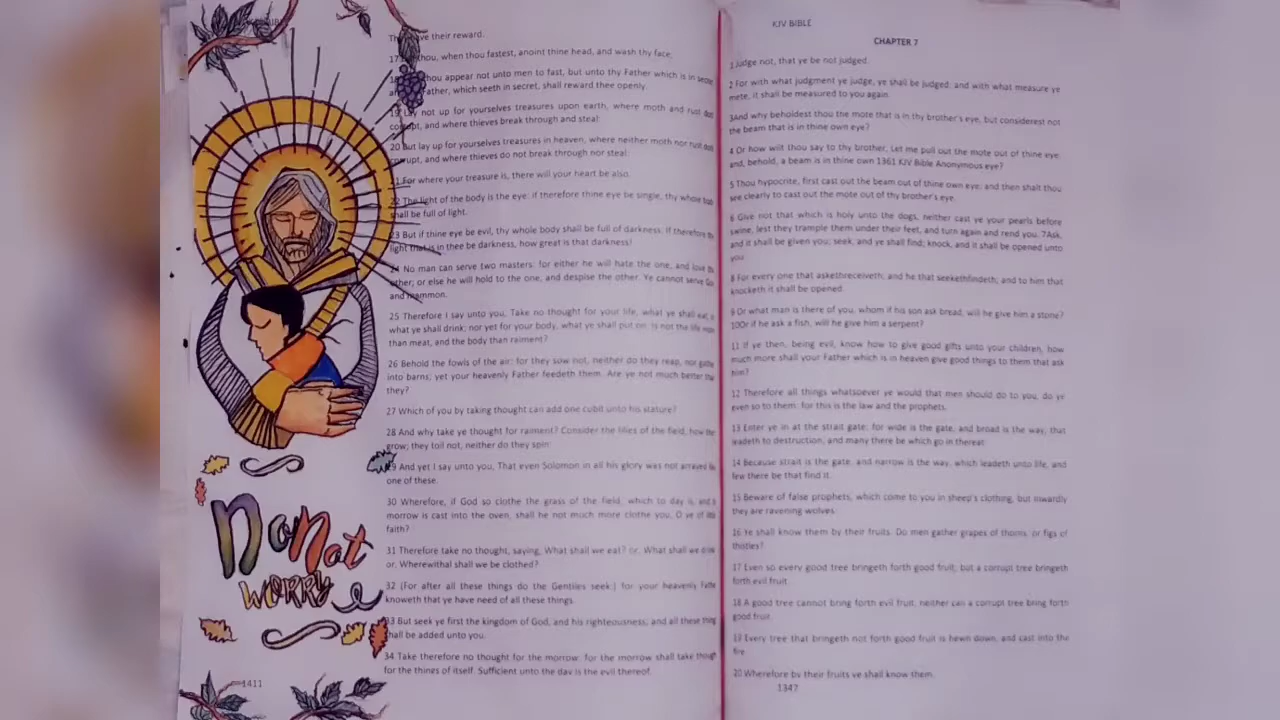 have their reward.
17 thou, when thou fastest, anoint thine head, and wash thy face;
thou appear not unto men to fast, but unto thy Father which is in secret
Father, which seeth in secret, shall reward thee openly.
19 Lay not up for yourselves treasures upon earth, where moth and rust doth
corrupt, and where thieves break through and steal:
20 But lay up for yourselves treasures in heaven, where neither moth nor rust doth
corrupt, and where thieves do not break through nor steal:
21 For where your treasure is, there will your heart be also.
22 The light of the body is the eye: if therefore thine eye be single, thy whole body
shall be full of light.
23 But if thine eye be evil, thy whole body shall be full of darkness. If therefore the
light that is in thee be darkness, how great is that darkness!
24 No man can serve two masters: for either he will hate the one, and love the
other; or else he will hold to the one, and despise the other. Ye cannot serve God
and mammon.
25 Therefore I say unto you, Take no thought for your life, what ye shall eat, or
what ye shall drink; nor yet for your body, what ye shall put on. Is not the life more
than meat, and the body than raiment?
26 Behold the fowls of the air: for they sow not, neither do they reap, nor gather
into barns; yet your heavenly Father feedeth them. Are ye not much better than
they?
27 Which of you by taking thought can add one cubit unto his stature?
28 And why take ye thought for raiment? Consider the lilies of the field, how they
grow; they toil not, neither do they spin:
29 And yet I say unto you, That even Solomon in all his glory was not arrayed like
one of these.
30 Wherefore, if God so clothe the grass of the field, which to day is, and to
morrow is cast into the oven, shall he not much more clothe you, O ye of little
faith?
31 Therefore take no thought, saying, What shall we eat? or, What shall we drink?
or, Wherewithal shall we be clothed?
32 (For after all these things do the Gentiles seek:) for your heavenly Father
knoweth that ye have need of all these things.
33 But seek ye first the kingdom of God, and his righteousness; and all these things
shall be added unto you.
34 Take therefore no thought for the morrow: for the morrow shall take thought
for the things of itself. Sufficient unto the day is the evil thereof.
1411
Do Not
WORRY
KJV BIBLE
CHAPTER 7
1 Judge not, that ye be not judged.
2 For with what judgment ye judge, ye shall be judged: and with what measure ye
mete, it shall be measured to you again.
3And why beholdest thou the mote that is in thy brother's eye, but considerest not
the beam that is in thine own eye?
4 Or how wilt thou say to thy brother, Let me pull out the mote out of thine eye;
and, behold, a beam is in thine own 1361 KJV Bible Anonymous eye?
5 Thou hypocrite, first cast out the beam out of thine own eye; and then shalt thou
see clearly to cast out the mote out of thy brother's eye.
6 Give not that which is holy unto the dogs, neither cast ye your pearls before
swine, lest they trample them under their feet, and turn again and rend you. 7Ask,
and it shall be given you; seek, and ye shall find; knock, and it shall be opened unto
you:
8 For every one that askethreceiveth; and he that seekethfindeth; and to him that
knocketh it shall be opened.
9 Or what man is there of you, whom if his son ask bread, will he give him a stone?
10Or if he ask a fish, will he give him a serpent?
11 If ye then, being evil, know how to give good gifts unto your children, how
much more shall your Father which is in heaven give good things to them that ask
him?
12 Therefore all things whatsoever ye would that men should do to you, do ye
even so to them: for this is the law and the prophets.
13 Enter ye in at the strait gate: for wide is the gate, and broad is the way, that
leadeth to destruction, and many there be which go in thereat:
14 Because strait is the gate, and narrow is the way, which leadeth unto life, and
few there be that find it.
15 Beware of false prophets, which come to you in sheep's clothing, but inwardly
they are ravening wolves.
16 Ye shall know them by their fruits. Do men gather grapes of thorns, or figs of
thistles?
17 Even so every good tree bringeth forth good fruit; but a corrupt tree bringeth
forth evil fruit.
18 A good tree cannot bring forth evil fruit, neither can a corrupt tree bring forth
good fruit.
19 Every tree that bringeth not forth good fruit is hewn down, and cast into the
fire.
20 Wherefore by their fruits ye shall know them.
1347